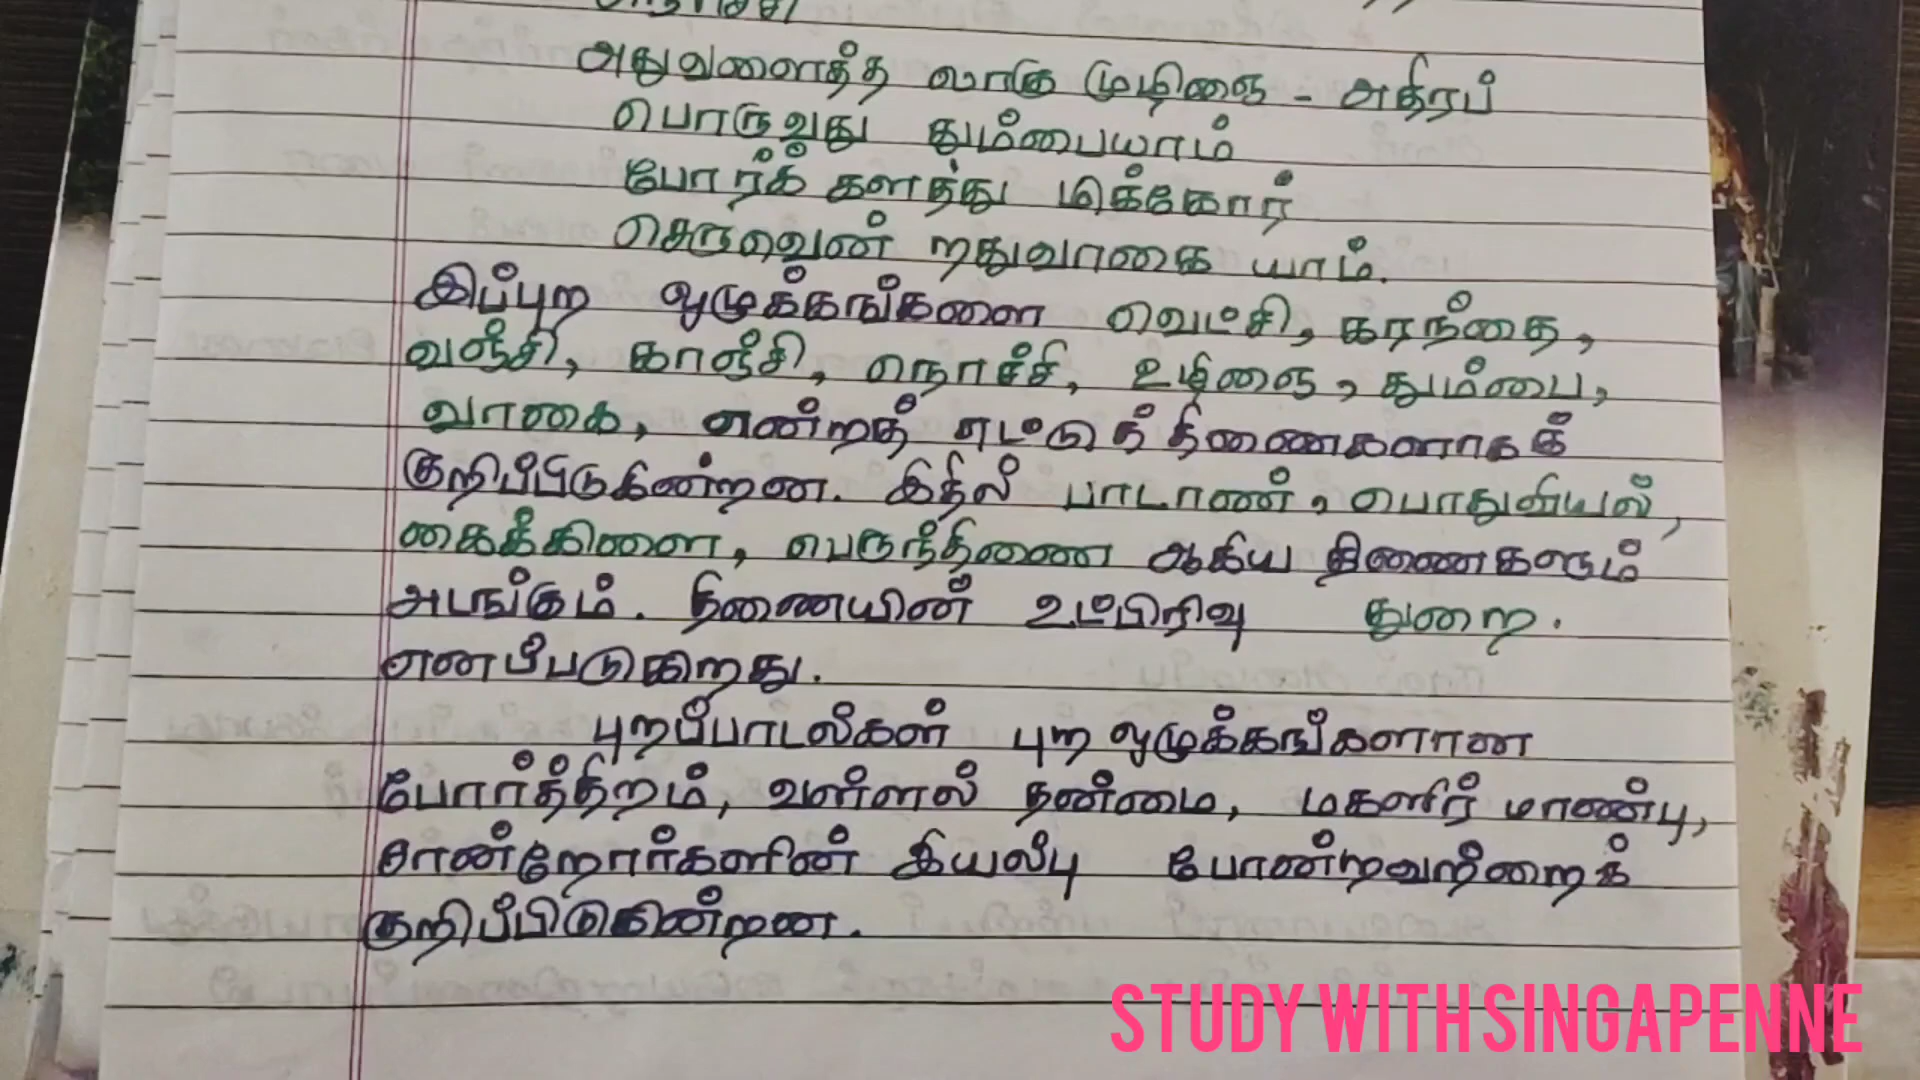 அதுவளைத்த லாகு முழிஞை - அதிரப்
பொருவது தும்பையாம்
போர்க் களத்து மிக்கோர்
செருவென் றதுவாகை யாம்.
இப்புற ஒழுக்கங்களை வெட்சி, கரந்தை,
வஞ்சி, காஞ்சி, நொச்சி, உழிஞை, தும்பை,
வாகை, என்றத் எட்டுத் திணைகளாகக்
குறிப்பிடுகின்றன. இதில் பாடாண், பொதுவியல்,
கைக்கிளை, பெருந்திணை ஆகிய திணைகளும்
அடங்கும். திணையின் உட்பிரிவு துறை.
எனப்படுகிறது.
புறப்பாடல்கள் புற ஒழுக்கங்களான
போர்த்திறம், வள்ளல் தன்மை, மகளிர் மாண்பு,
சான்றோர்களின் இயல்பு போன்றவற்றைக்
குறிப்பிடுகின்றன.
STUDY WITH SINGAPENNE